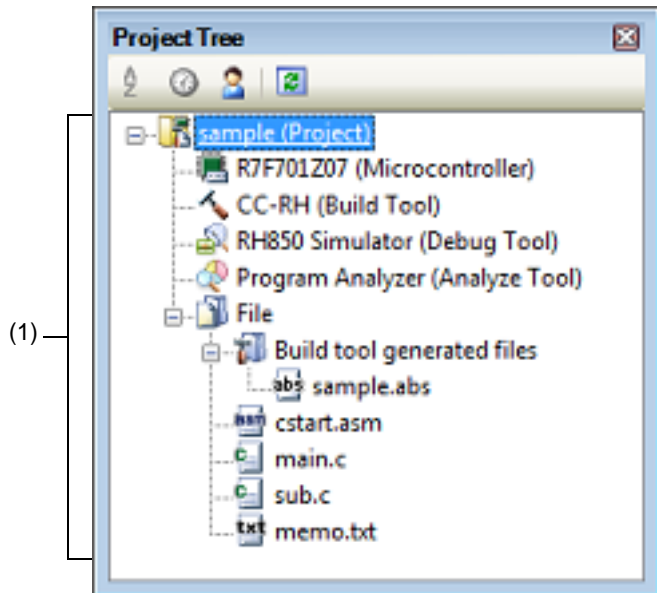 Project Tree
sample (Project)
R7F701Z07 (Microcontroller)
CC-RH (Build Tool)
RH850 Simulator (Debug Tool)
Program Analyzer (Analyze Tool)
File
(1)
Build tool generated files
abs sample.abs
asm cstart.asm
c main.c
c sub.c
txt memo.txt